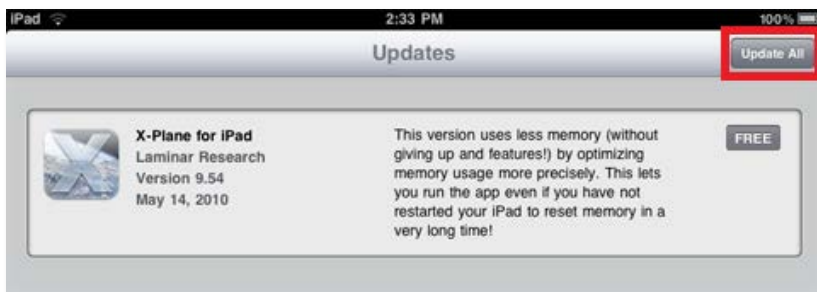 iPad 2:33 PM 100%
Updates Update All
X-Plane for iPad
Laminar Research
Version 9.54
May 14, 2010
This version uses less memory (without
giving up and features!) by optimizing
memory usage more precisely. This lets
you run the app even if you have not
restarted your iPad to reset memory in a
very long time!
FREE